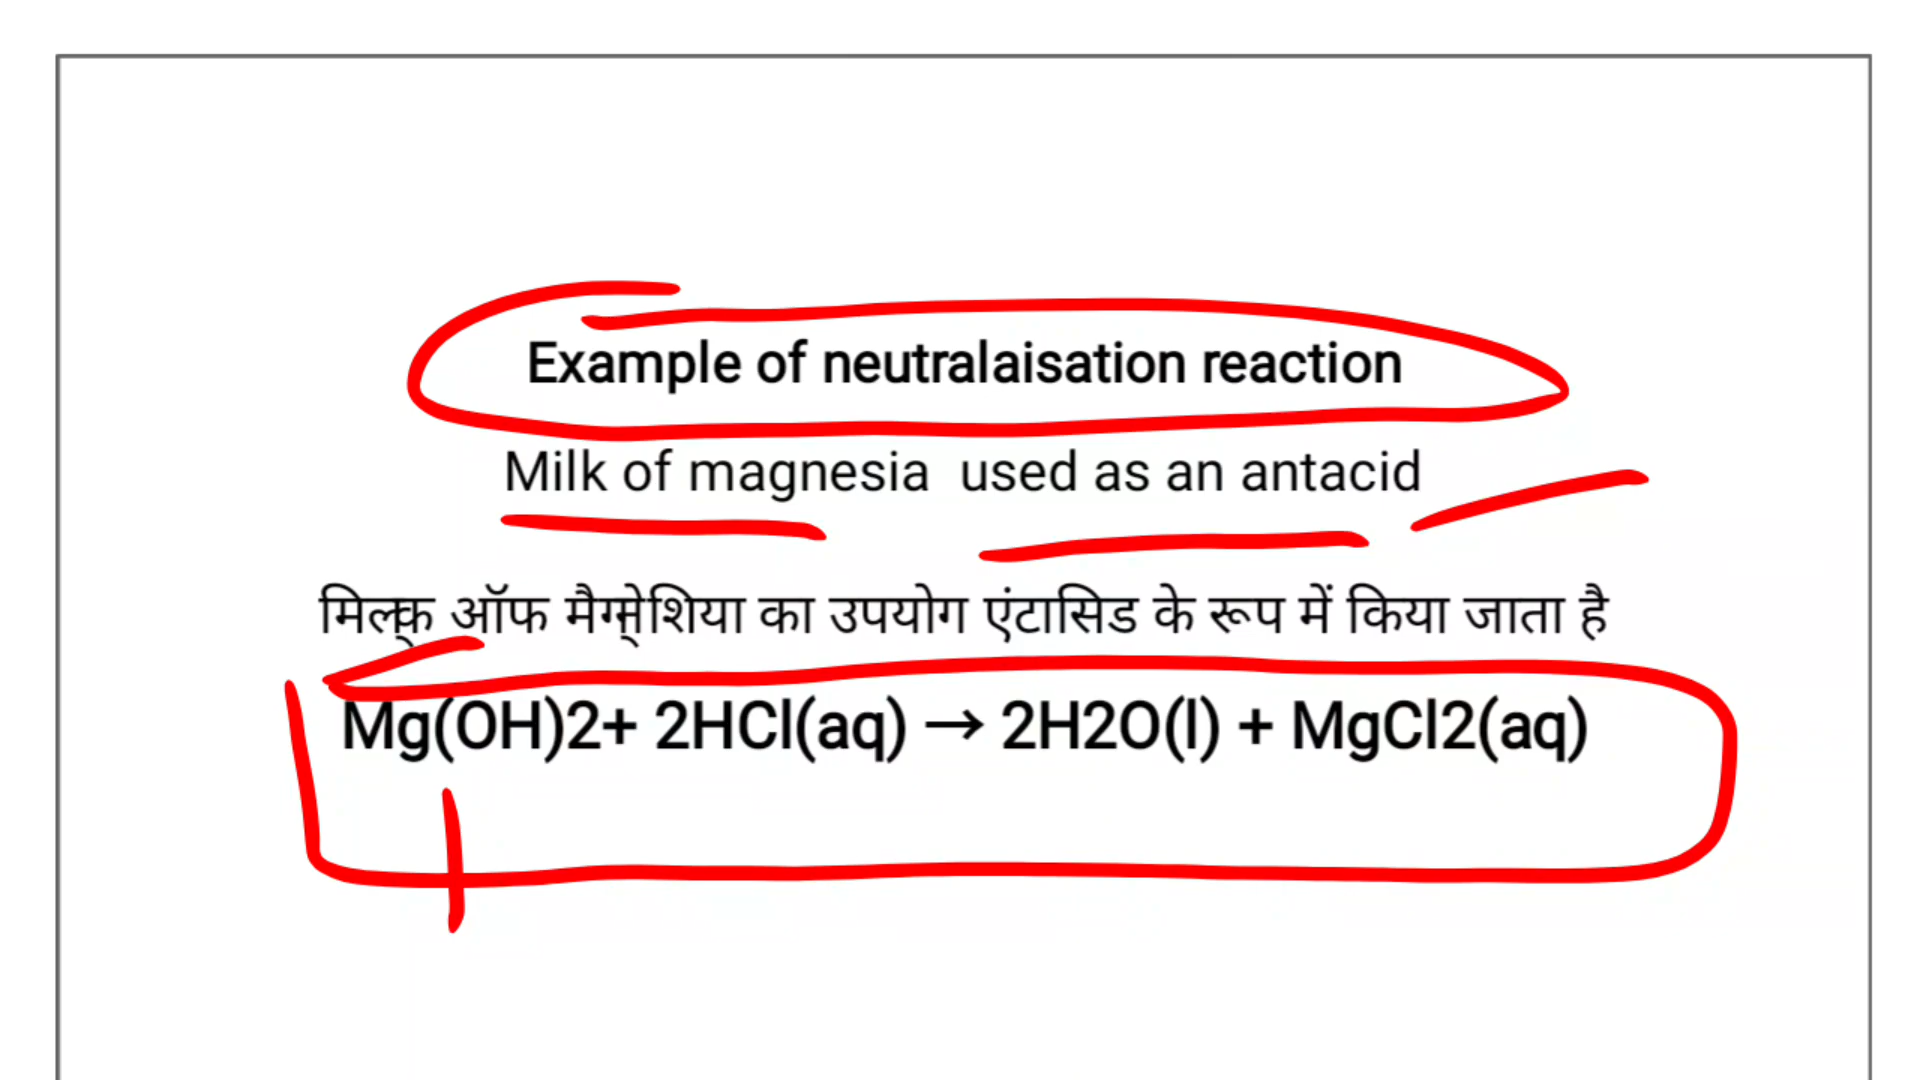 Example of neutralaisation reaction
Milk of magnesia used as an antacid
मिल्क् ऑफ मैग्म्नेशिया का उपयोग एंटासिड के रूप में किया जाता है
Mg(OH)2+ 2HCl(aq) → 2H2O(l) + MgCl2(aq)